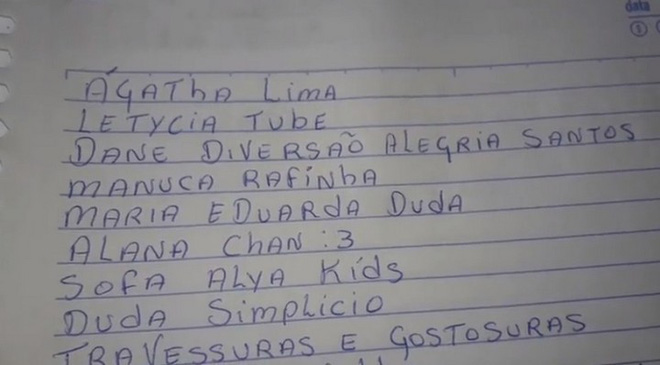 data
ÁGAThA LimA
LETYCiA TUbE
DANE DiVERSÃO ALEGRiA SANTOS
MANUCA RAfiNhA
MARiA EDUARdA DUdA
ALANA ChAN :3
SofA ALYA Kids
DUdA SimpLiciO
TRAVESSURAS E GOSTOSURAS